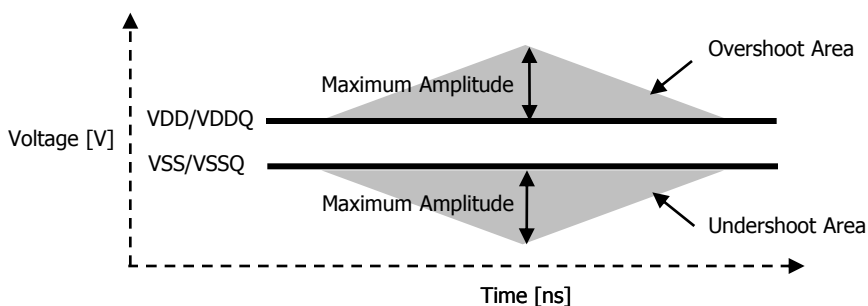 Overshoot Area
Maximum Amplitude
VDD/VDDQ
Voltage [V]
VSS/VSSQ
Maximum Amplitude
Undershoot Area
Time [ns]